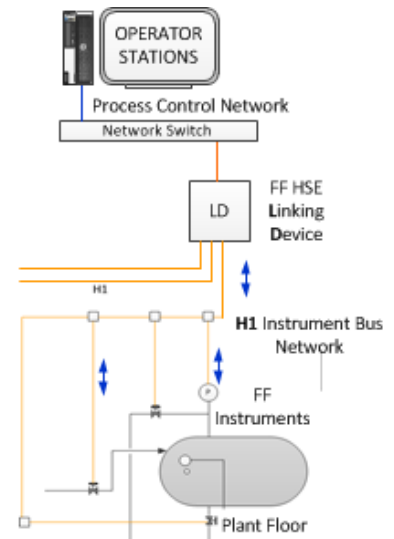 OPERATOR
STATIONS
Process Control Network
Network Switch
LD
FF HSE
Linking
Device
H1
H1 Instrument Bus
Network
P
FF
Instruments
Plant Floor